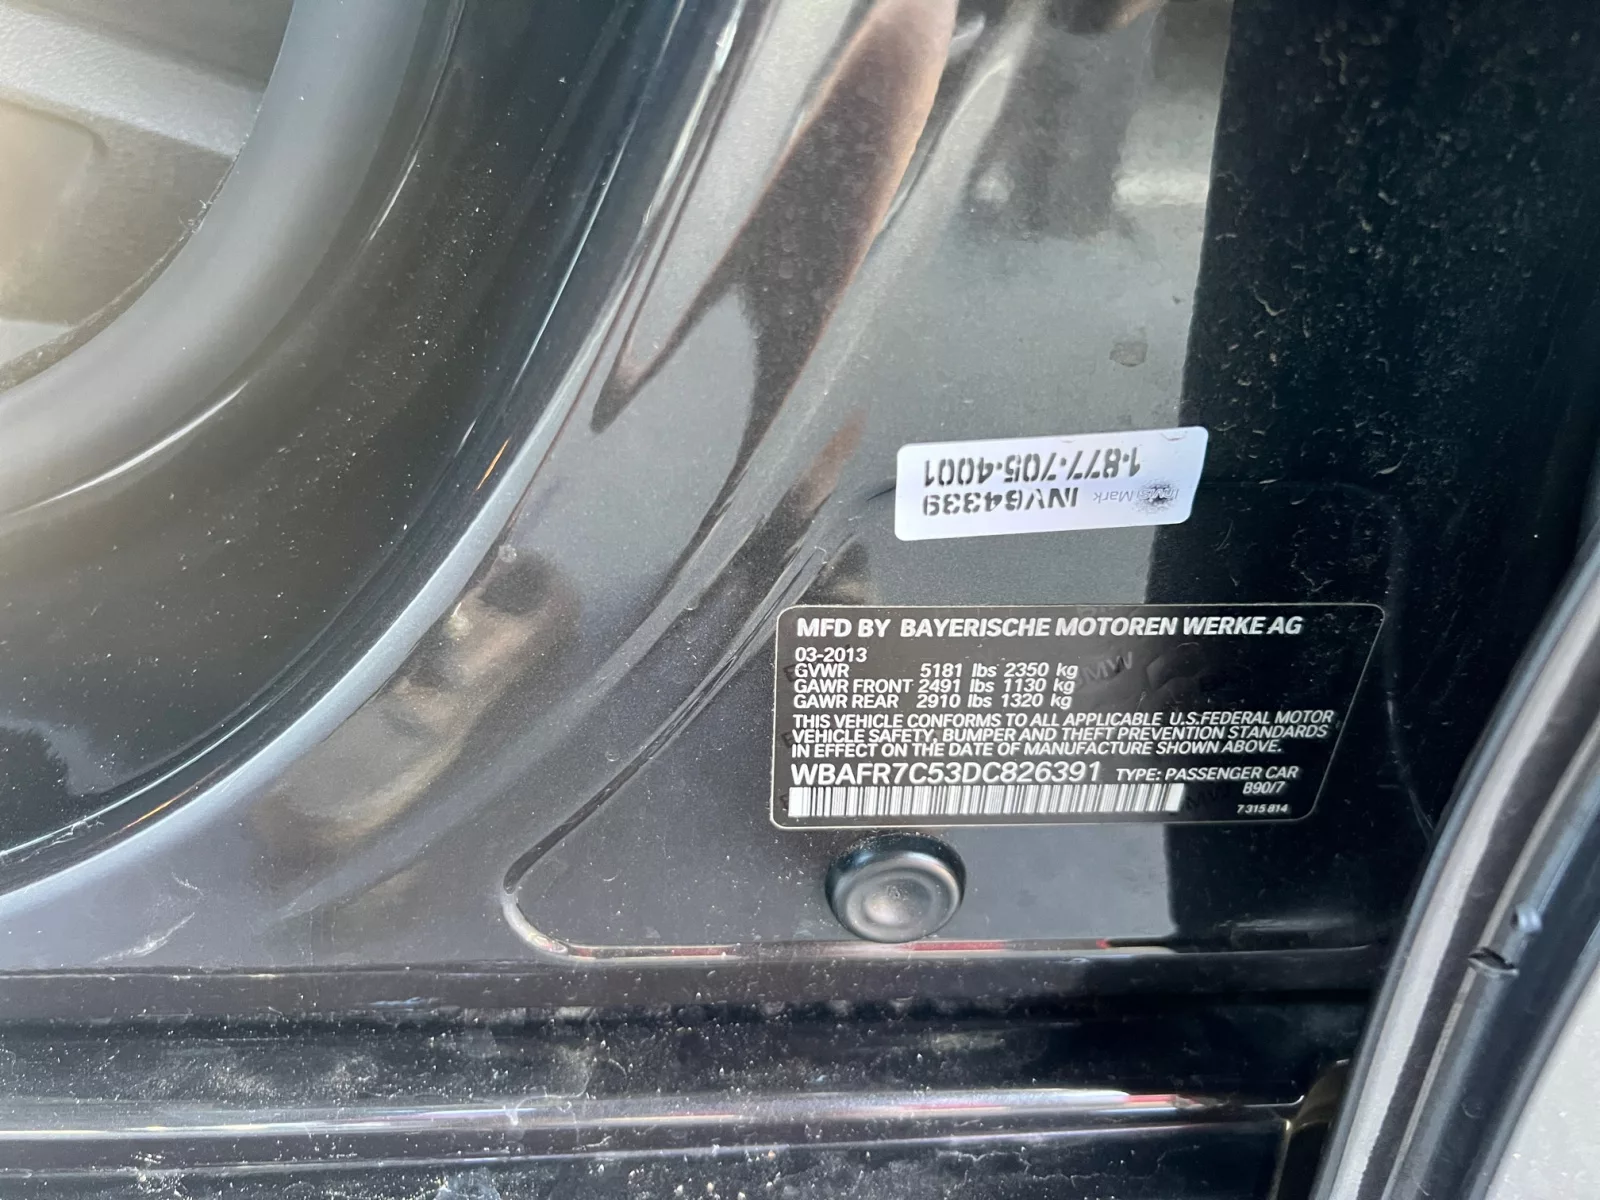 INV64339
1-877-705-4001
MFD BY BAYERISCHE MOTOREN WERKE AG
03-2013
GVWR 5181 lbs 2350 kg
GAWR FRONT 2491 lbs 1130 kg
GAWR REAR 2910 lbs 1320 kg
THIS VEHICLE CONFORMS TO ALL APPLICABLE U.S.FEDERAL MOTOR
VEHICLE SAFETY, BUMPER AND THEFT PREVENTION STANDARDS
IN EFFECT ON THE DATE OF MANUFACTURE SHOWN ABOVE.
WBAFR7C53DC826391 TYPE: PASSENGER CAR
B90/7
7 315 814